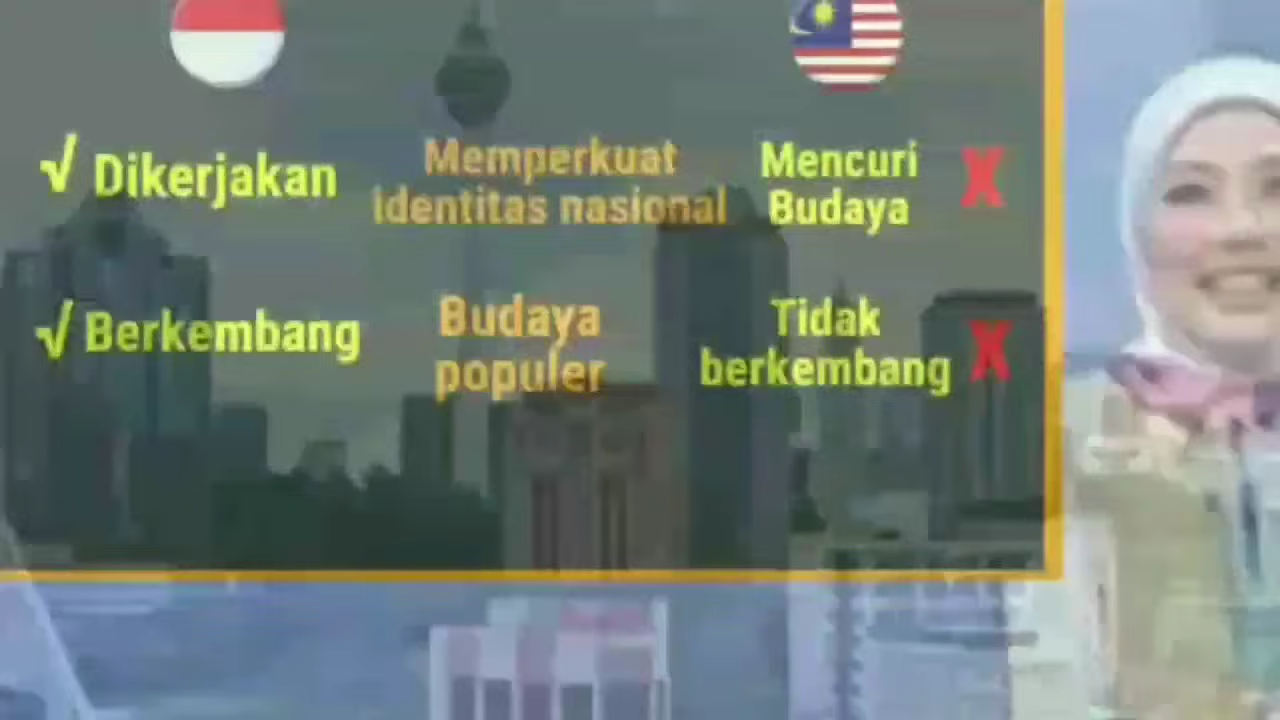 √ Dikerjakan
Memperkuat
identitas nasional
Mencuri
Budaya
X
√ Berkembang
Budaya
populer
Tidak
berkembang
X